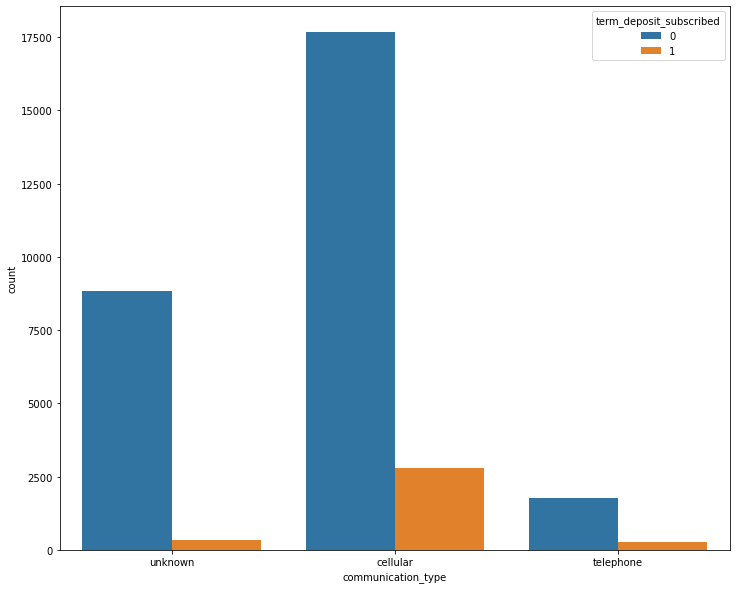 term_deposit_subscribed
0
1
17500
15000
12500
10000
7500
5000
2500
0
count
unknown cellular telephone
communication_type